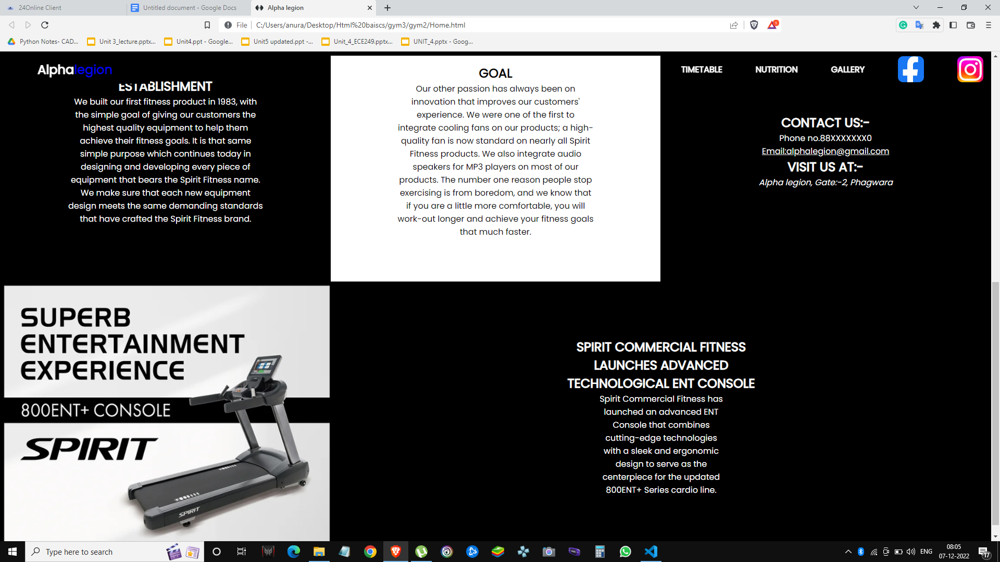 24Online Client
Untitled document - Google Docs
Alpha legion
File
C:/Users/anura/Desktop/Html%20baiscs/gym3/gym2/Home.html
1
Python Notes- CAD...
Unit 3_lecture.pptx...
Unit4.ppt - Google...
Unit5 updated.ppt -...
Unit_4_ECE249.pptx...
UNIT_4.pptx - Goog...
Alphalegion
TIMETABLE
NUTRITION
GALLERY
ESTABLISHMENT
We built our first fitness product in 1983, with
the simple goal of giving our customers the
highest quality equipment to help them
achieve their fitness goals. It is that same
simple purpose which continues today in
designing and developing every piece of
equipment that bears the Spirit Fitness name.
We make sure that each new equipment
design meets the same demanding standards
that have crafted the Spirit Fitness brand.
GOAL
Our other passion has always been on
innovation that improves our customers'
experience. We were one of the first to
integrate cooling fans on our products; a high-
quality fan is now standard on nearly all Spirit
Fitness products. We also integrate audio
speakers for MP3 players on most of our
products. The number one reason people stop
exercising is from boredom, and we know that
if you are a little more comfortable, you will
work-out longer and achieve your fitness goals
that much faster.
CONTACT US:-
Phone no.88XXXXXXX0
Email:alphalegion@gmail.com
VISIT US AT:-
Alpha legion, Gate:-2, Phagwara
SUPERB
ENTERTAINMENT
EXPERIENCE
800ENT+ CONSOLE
SPIRIT
SPIRIT
SPIRIT COMMERCIAL FITNESS
LAUNCHES ADVANCED
TECHNOLOGICAL ENT CONSOLE
Spirit Commercial Fitness has
launched an advanced ENT
Console that combines
cutting-edge technologies
with a sleek and ergonomic
design to serve as the
centerpiece for the updated
800ENT+ Series cardio line.
Type here to search
ENG
08:05
07-12-2022
17